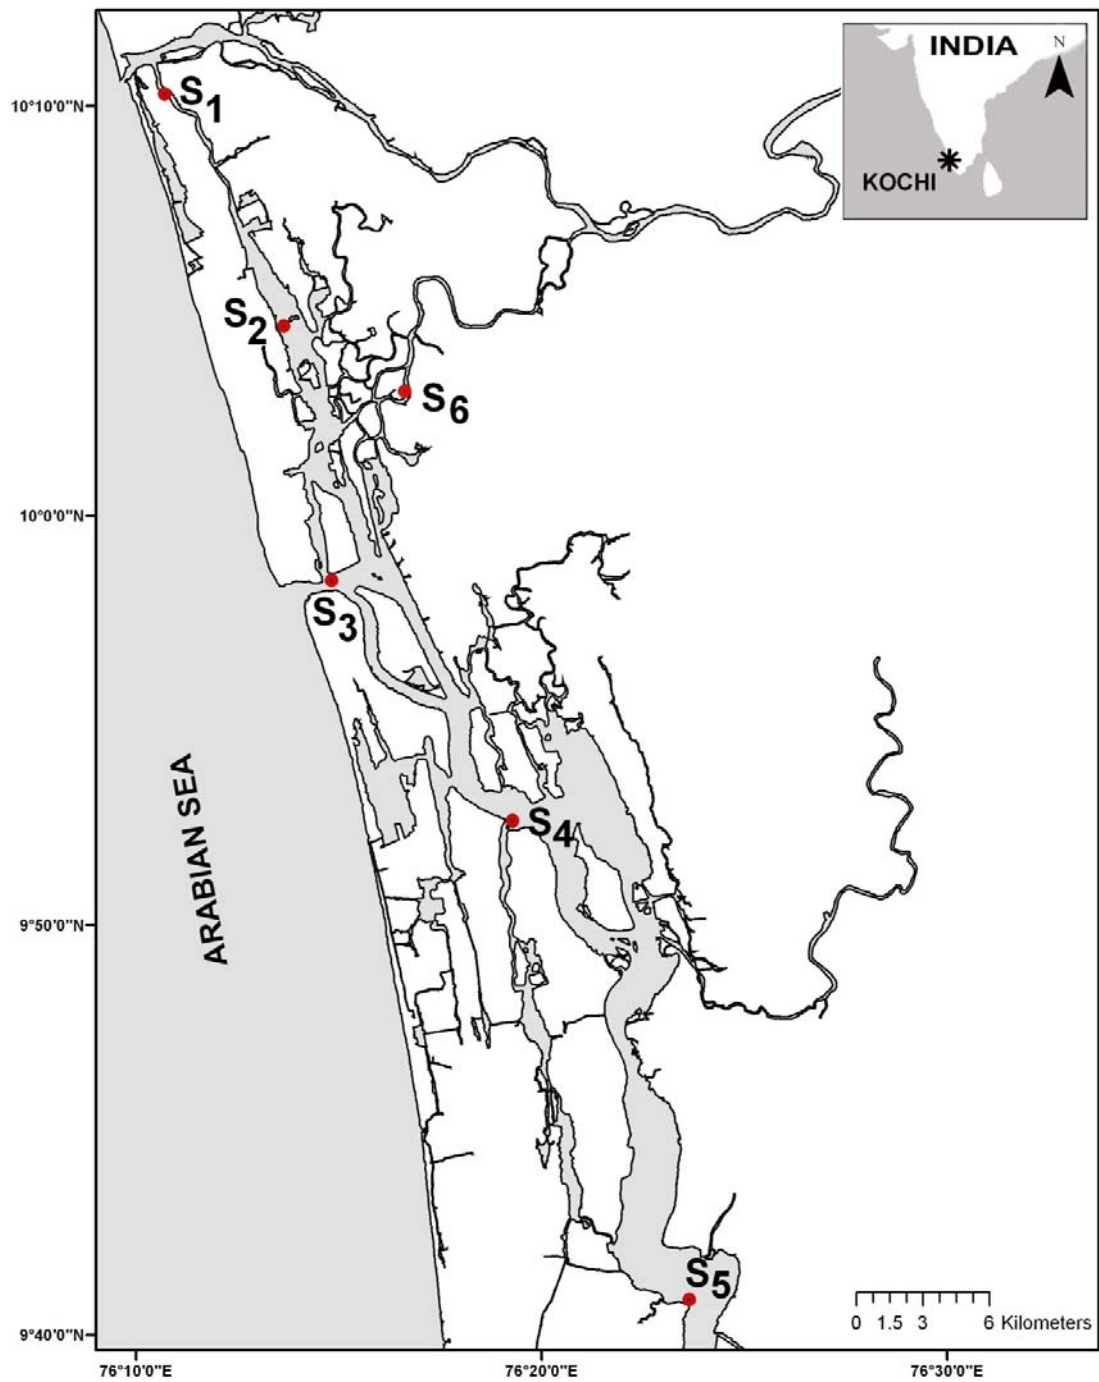 INDIA
N
KOCHI
10°10'0"N
S1
S2
S6
10°0'0"N
S3
ARABIAN SEA
S4
9°50'0"N
S5
0 1.5 3 6 Kilometers
9°40'0"N
76°10'0"E
76°20'0"E
76°30'0"E